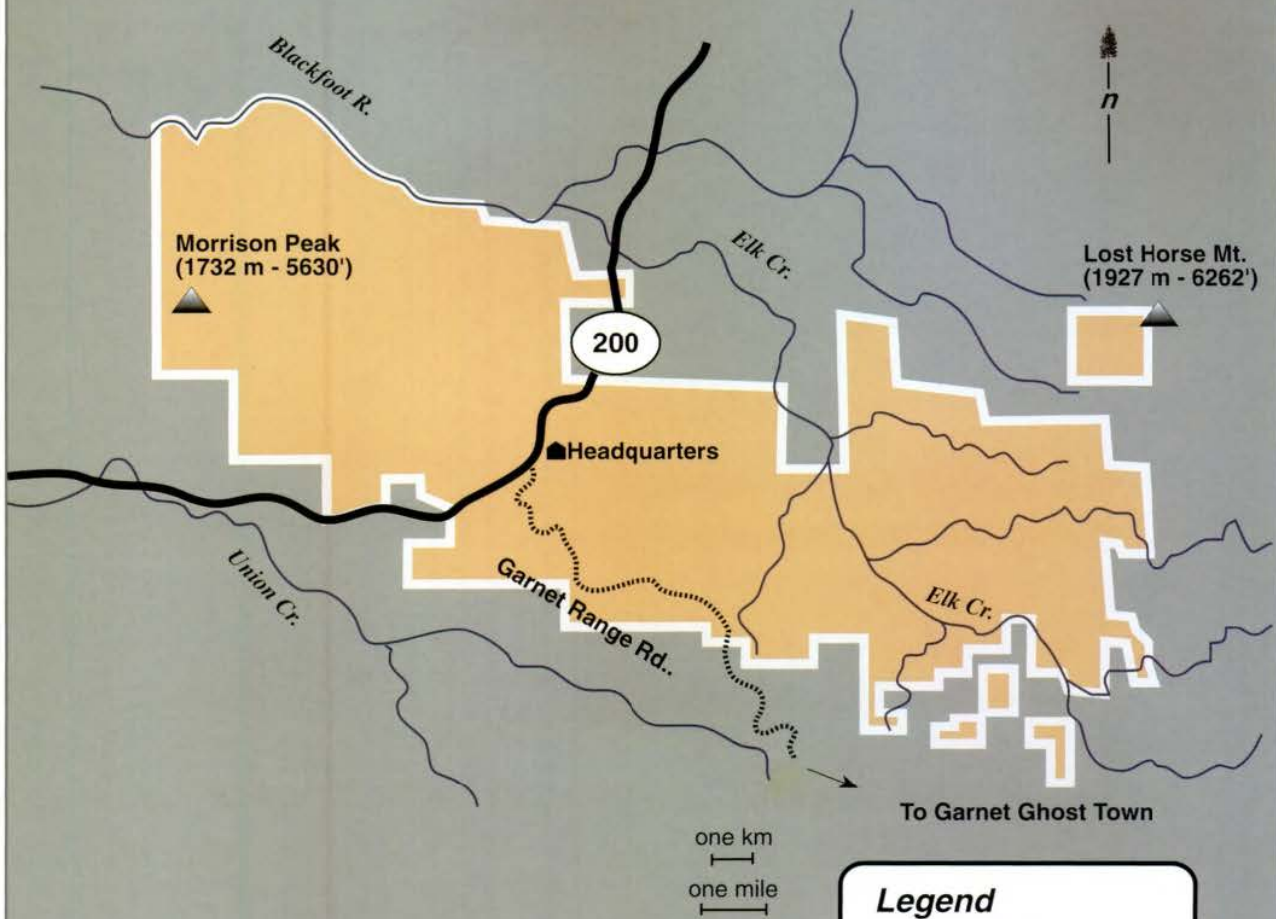 Blackfoot R.
n
Morrison Peak
(1732 m - 5630')
Elk Cr.
Lost Horse Mt.
(1927 m - 6262')
200
Headquarters
Union Cr.
Garnet Range Rd..
Elk Cr.
To Garnet Ghost Town
one km
one mile
Legend